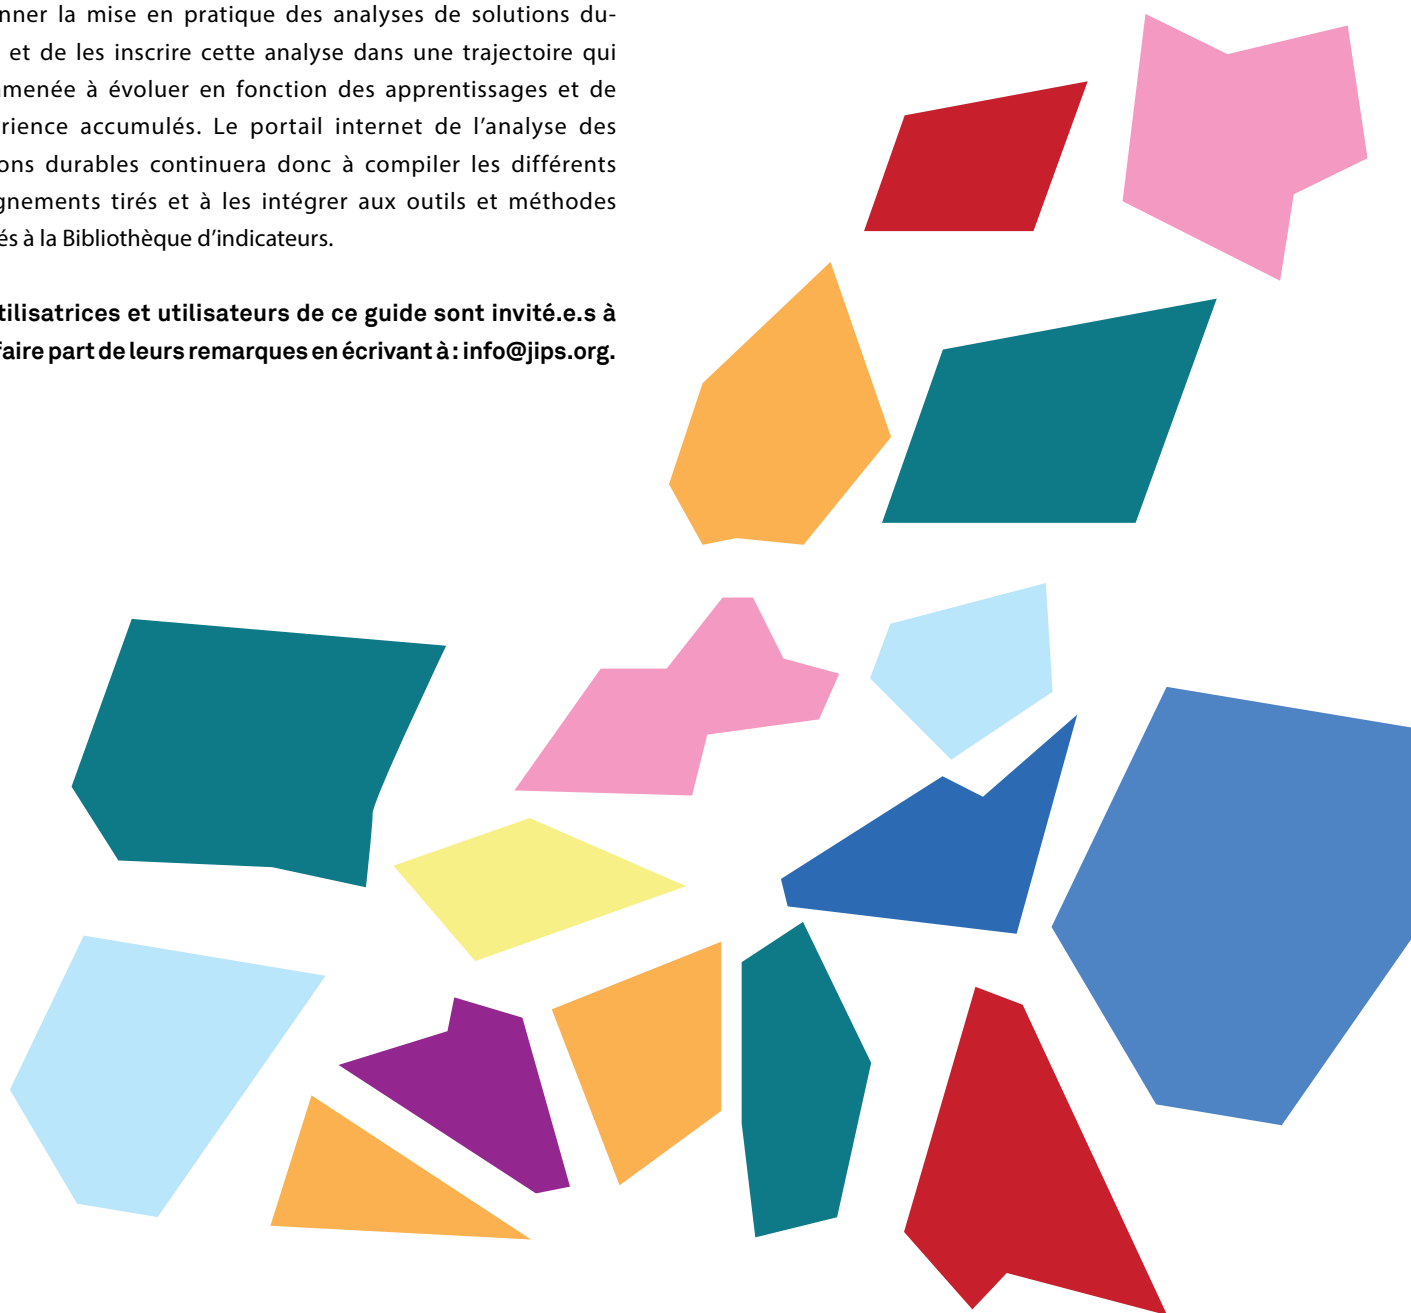 nner la mise en pratique des analyses de solutions du-
et de les inscrire cette analyse dans une trajectoire qui
menée à évoluer en fonction des apprentissages et de
rience accumulés. Le portail internet de l’analyse des
ons durables continuera donc à compiler les différents
gnements tirés et à les intégrer aux outils et méthodes
és à la Bibliothèque d’indicateurs.
tilisatrices et utilisateurs de ce guide sont invité.e.s à
faire part de leurs remarques en écrivant à : info@jips.org.